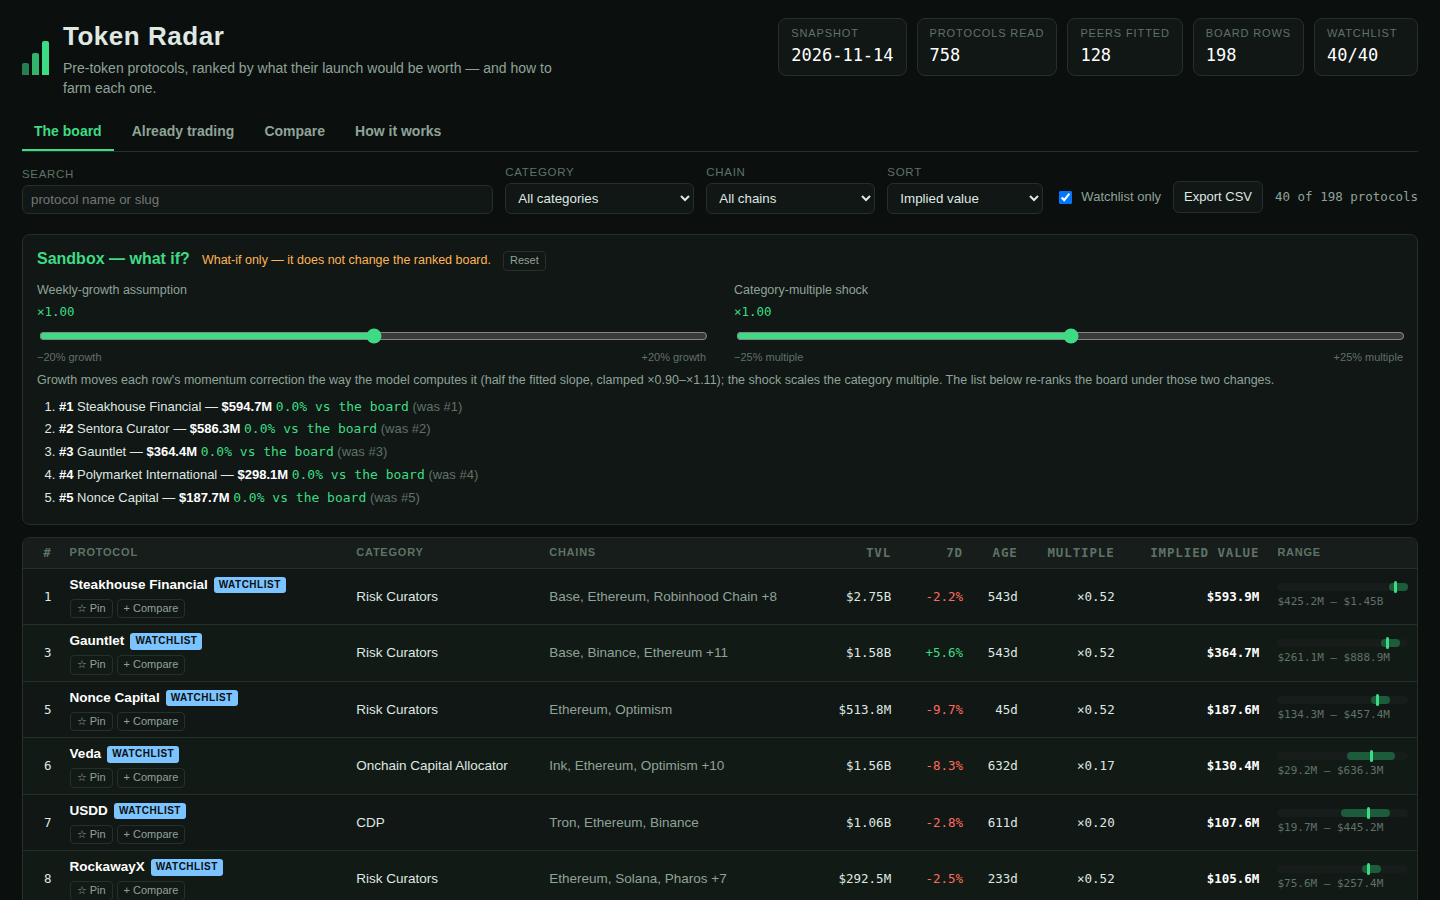 Token Radar
Pre-token protocols, ranked by what their launch would be worth — and how to
farm each one.
SNAPSHOT
2026-11-14
PROTOCOLS READ
758
PEERS FITTED
128
BOARD ROWS
198
WATCHLIST
40/40
The board
Already trading
Compare
How it works
SEARCH
protocol name or slug
CATEGORY
All categories
CHAIN
All chains
SORT
Implied value
Watchlist only
Export CSV
40 of 198 protocols
Sandbox — what if? What-if only — it does not change the ranked board. Reset
Weekly-growth assumption
×1.00
−20% growth +20% growth
Category-multiple shock
×1.00
−25% multiple +25% multiple
Growth moves each row's momentum correction the way the model computes it (half the fitted slope, clamped ×0.90–×1.11); the shock scales the category multiple. The list below re-ranks the board under those two changes.
1. #1 Steakhouse Financial — $594.7M 0.0% vs the board (was #1)
2. #2 Sentora Curator — $586.3M 0.0% vs the board (was #2)
3. #3 Gauntlet — $364.4M 0.0% vs the board (was #3)
4. #4 Polymarket International — $298.1M 0.0% vs the board (was #4)
5. #5 Nonce Capital — $187.7M 0.0% vs the board (was #5)
# PROTOCOL CATEGORY CHAINS TVL 7D AGE MULTIPLE IMPLIED VALUE RANGE
1 Steakhouse Financial WATCHLIST Risk Curators Base, Ethereum, Robinhood Chain +8 $2.75B -2.2% 543d ×0.52 $593.9M $425.2M – $1.45B
☆ Pin + Compare
3 Gauntlet WATCHLIST Risk Curators Base, Binance, Ethereum +11 $1.58B +5.6% 543d ×0.52 $364.7M $261.1M – $888.9M
☆ Pin + Compare
5 Nonce Capital WATCHLIST Risk Curators Ethereum, Optimism $513.8M -9.7% 45d ×0.52 $187.6M $134.3M – $457.4M
☆ Pin + Compare
6 Veda WATCHLIST Onchain Capital Allocator Ink, Ethereum, Optimism +10 $1.56B -8.3% 632d ×0.17 $130.4M $29.2M – $636.3M
☆ Pin + Compare
7 USDD WATCHLIST CDP Tron, Ethereum, Binance $1.06B -2.8% 611d ×0.20 $107.6M $19.7M – $445.2M
☆ Pin + Compare
8 RockawayX WATCHLIST Risk Curators Ethereum, Solana, Pharos +7 $292.5M -2.5% 233d ×0.52 $105.6M $75.6M – $257.4M
☆ Pin + Compare